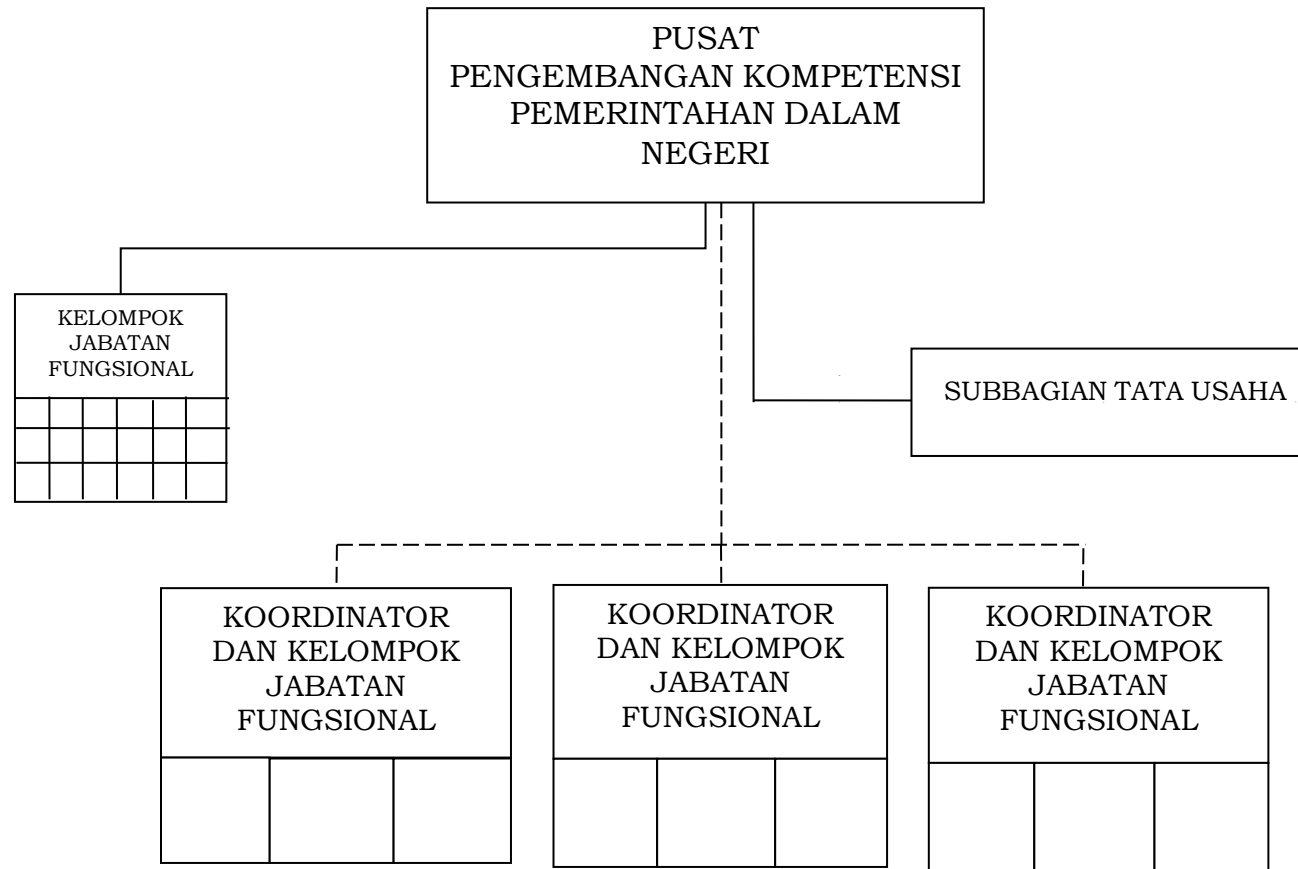 PUSAT
PENGEMBANGAN KOMPETENSI
PEMERINTAHAN DALAM
NEGERI
KELOMPOK
JABATAN
FUNGSIONAL
SUBBAGIAN TATA USAHA
KOORDINATOR
DAN KELOMPOK
JABATAN
FUNGSIONAL
KOORDINATOR
DAN KELOMPOK
JABATAN
FUNGSIONAL
KOORDINATOR
DAN KELOMPOK
JABATAN
FUNGSIONAL